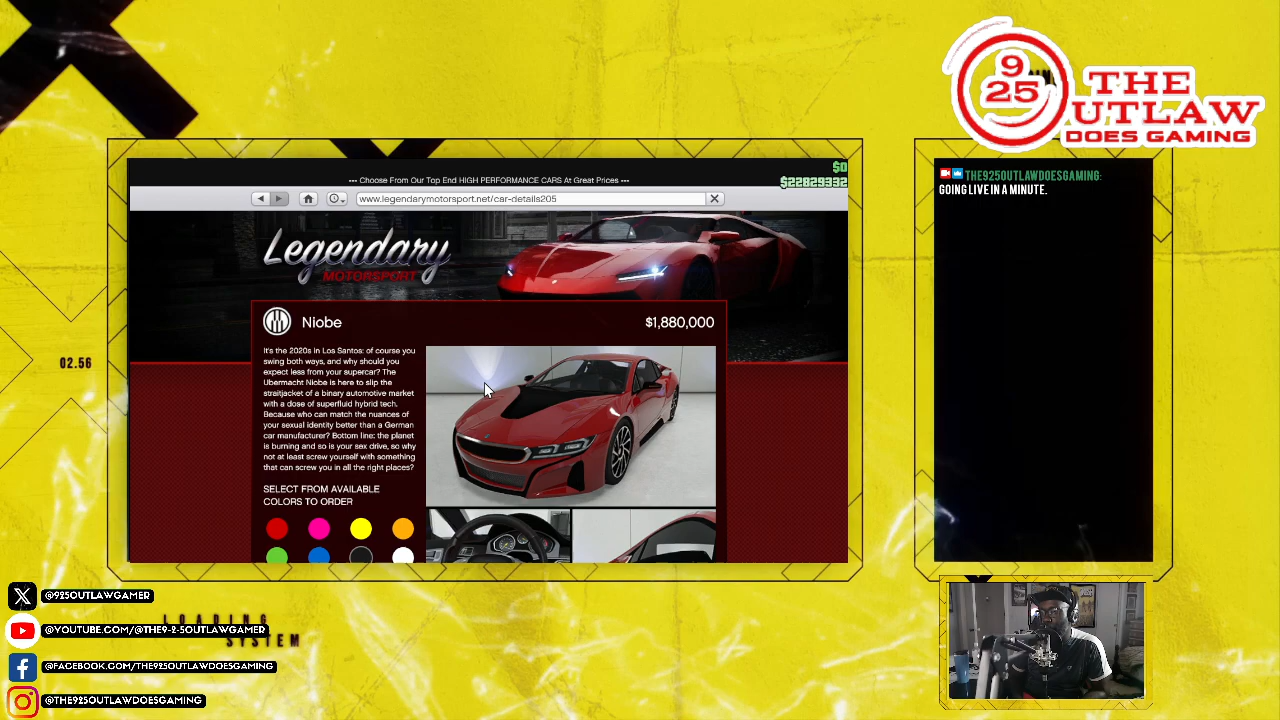 9
25
THE
OUTLAW
DOES GAMING
$0
$22829332
--- Choose From Our Top End HIGH PERFORMANCE CARS At Great Prices ---
www.legendarymotorsport.net/car-details205
Legendary
MOTORSPORT
Niobe
$1,880,000
It's the 2020s in Los Santos: of course you
swing both ways, and why should you
expect less from your supercar? The
Ubermacht Niobe is here to slip the
straitjacket of a binary automotive market
with a dose of superfluid hybrid tech.
Because who can match the nuances of
your sexual identity better than a German
car manufacturer? Bottom line: the planet
is burning and so is your sex drive, so why
not at least screw yourself with something
that can screw you in all the right places?
SELECT FROM AVAILABLE
COLORS TO ORDER
THE925OUTLAWDOESGAMING:
GOING LIVE IN A MINUTE.
02.56
@925OUTLAWGAMER
LOADING
@YOUTUBE.COM/@THE9-2-5OUTLAWGAMER
SYSTEM
@FACEBOOK.COM/THE925OUTLAWDOESGAMING
@THE925OUTLAWDOESGAMING